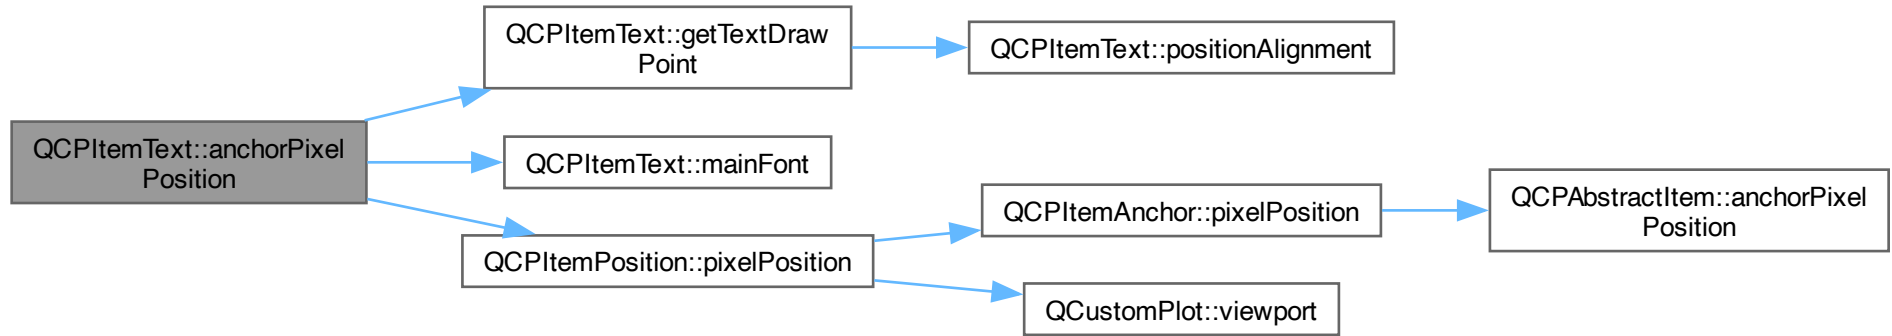 QCPItemText::anchorPixel
Position
QCPItemText::getTextDraw
Point
QCPItemText::positionAlignment
QCPItemText::mainFont
QCPItemPosition::pixelPosition
QCPItemAnchor::pixelPosition
QCPAbstractItem::anchorPixel
Position
QCustomPlot::viewport